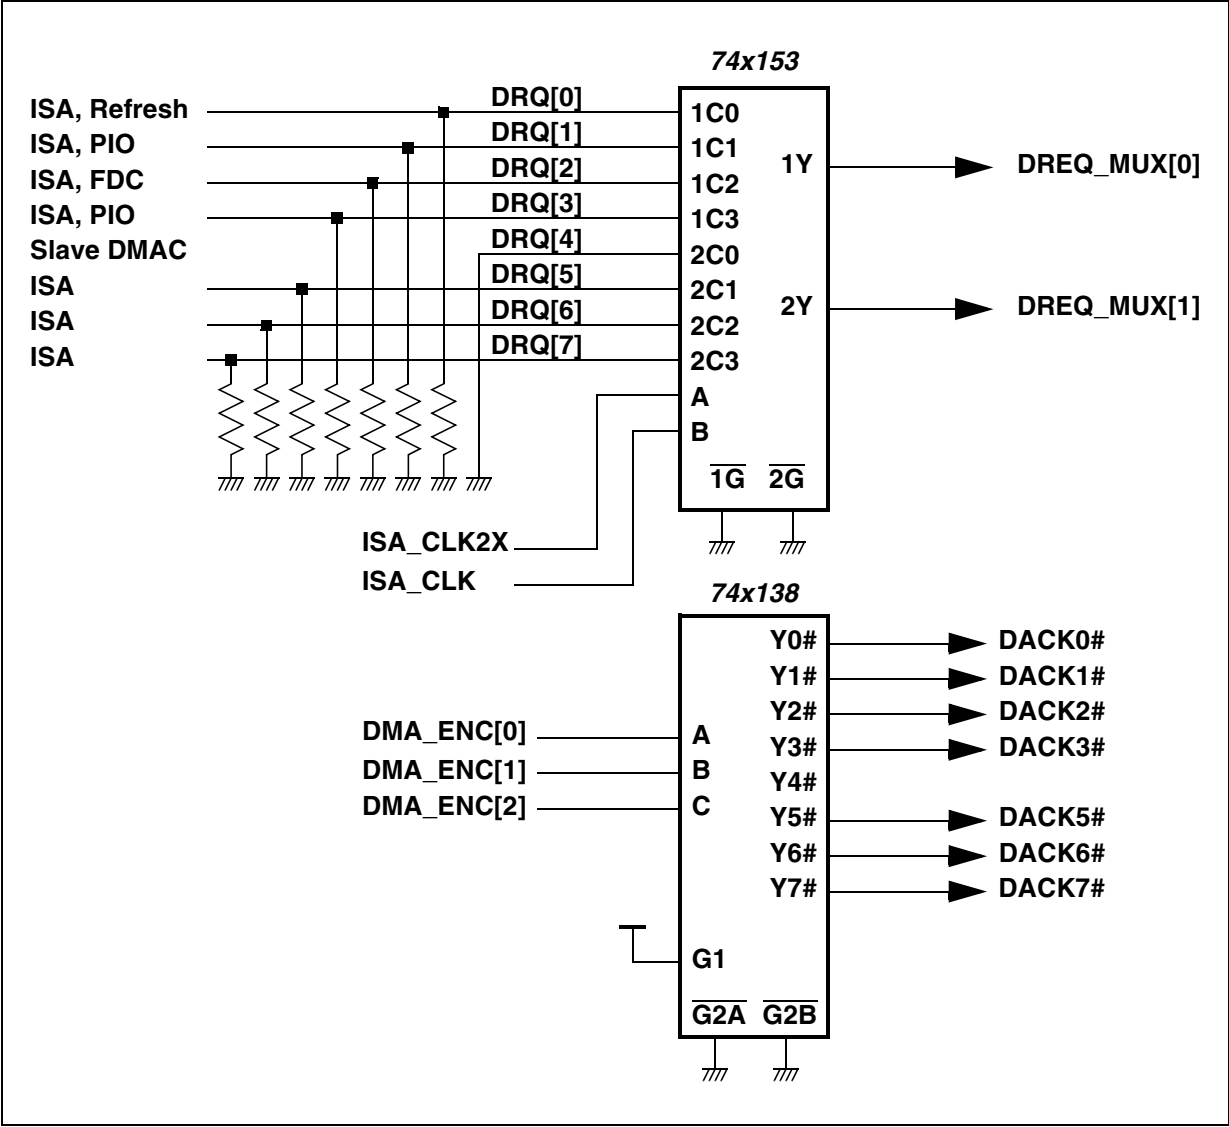 74x153
ISA, Refresh DRQ[0] 1C0
ISA, PIO DRQ[1] 1C1
1Y DREQ_MUX[0]
ISA, FDC DRQ[2] 1C2
ISA, PIO DRQ[3] 1C3
Slave DMAC DRQ[4] 2C0
ISA DRQ[5] 2C1
2Y DREQ_MUX[1]
ISA DRQ[6] 2C2
ISA DRQ[7] 2C3
A
B
1G 2G
ISA_CLK2X
ISA_CLK
74x138
Y0# DACK0#
Y1# DACK1#
Y2# DACK2#
DMA_ENC[0] A Y3# DACK3#
DMA_ENC[1] B Y4#
DMA_ENC[2] C Y5# DACK5#
Y6# DACK6#
Y7# DACK7#
G1
G2A G2B